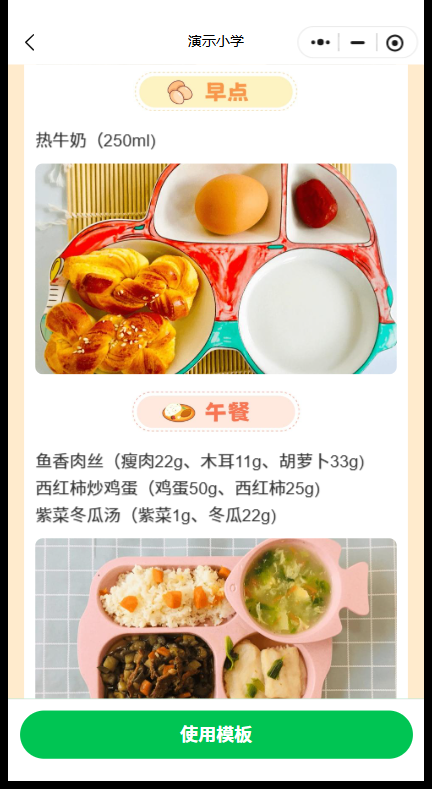 演示小学
早点
热牛奶（250ml)
午餐
鱼香肉丝（瘦肉22g、木耳11g、胡萝卜33g)
西红柿炒鸡蛋（鸡蛋50g、西红柿25g)
紫菜冬瓜汤（紫菜1g、冬瓜22g)
使用模板